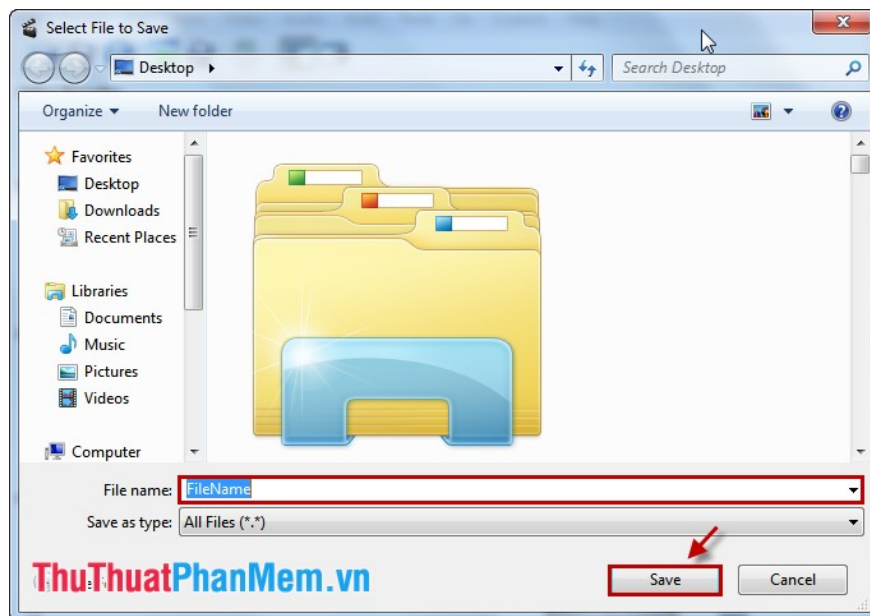 Select File to Save
Desktop
Search Desktop
Organize
New folder
Favorites
Desktop
Downloads
Recent Places
Libraries
Documents
Music
Pictures
Videos
Computer
File name: FileName
Save as type: All Files (*.*)
ThuThuatPhanMem.vn
Save Cancel